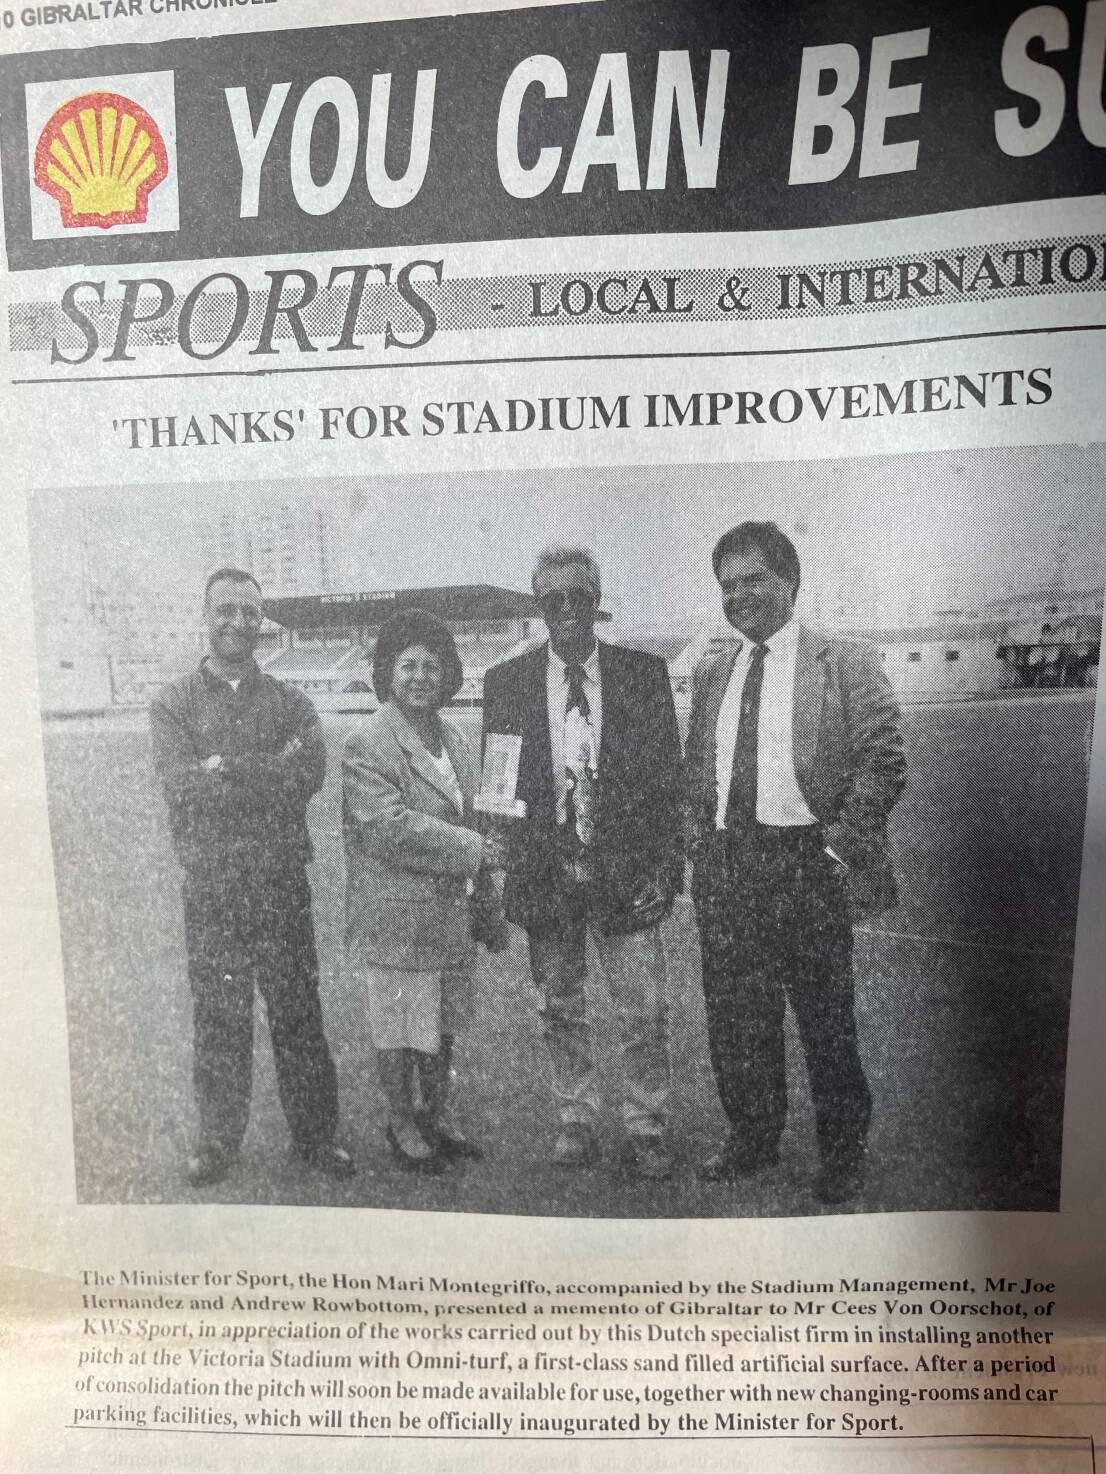 0 GIBRALTAR CHRONICLE
YOU CAN BE SU
SPORTS - LOCAL & INTERNATIO
'THANKS' FOR STADIUM IMPROVEMENTS
VICTORIA STADIUM
The Minister for Sport, the Hon Mari Montegriffo, accompanied by the Stadium Management, Mr Joe
Hernandez and Andrew Rowbottom, presented a memento of Gibraltar to Mr Cees Von Oorschot, of
KWS Sport, in appreciation of the works carried out by this Dutch specialist firm in installing another
pitch at the Victoria Stadium with Omni-turf, a first-class sand filled artificial surface. After a period
of consolidation the pitch will soon be made available for use, together with new changing-rooms and car
parking facilities, which will then be officially inaugurated by the Minister for Sport.